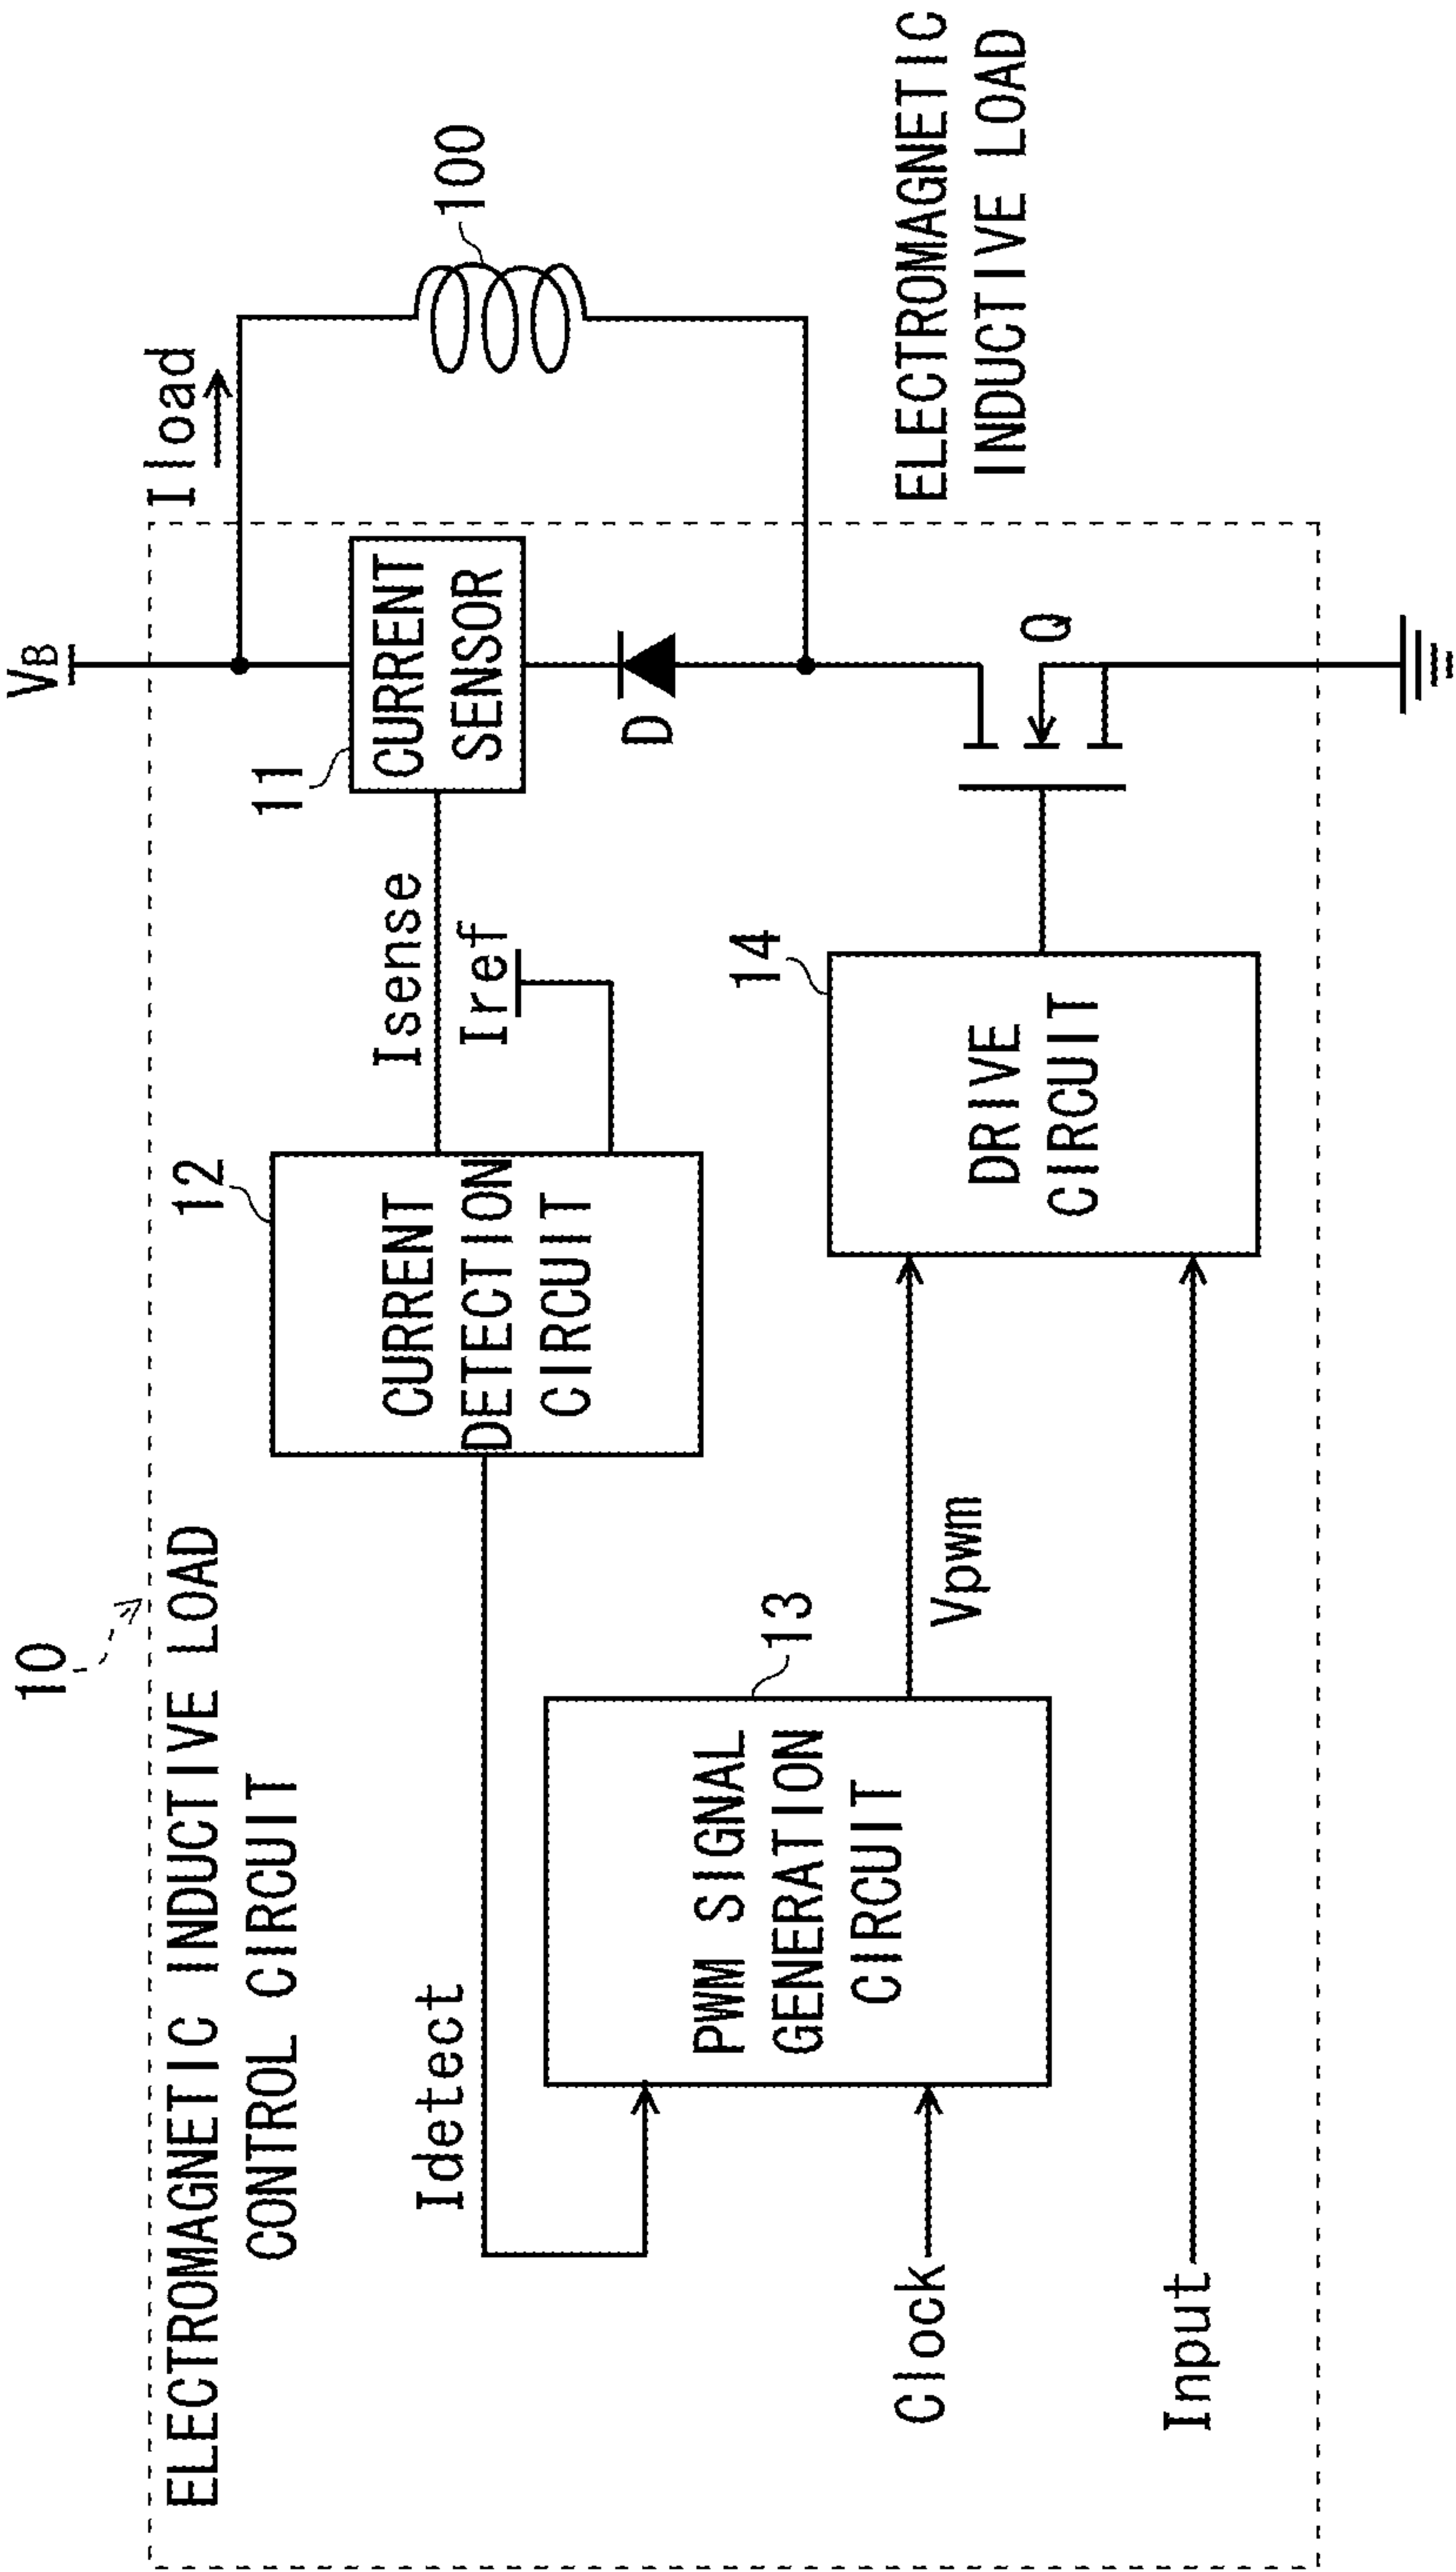 10
ELECTROMAGNETIC INDUCTIVE LOAD
CONTROL CIRCUIT
VB
Iload
11
CURRENT
SENSOR
100
12
CURRENT
DETECTION
CIRCUIT
Isense
Iref
D
Idetect
13
PWM SIGNAL
GENERATION
CIRCUIT
Vpwm
14
DRIVE
CIRCUIT
Q
ELECTROMAGNETIC
INDUCTIVE LOAD
Clock
Input